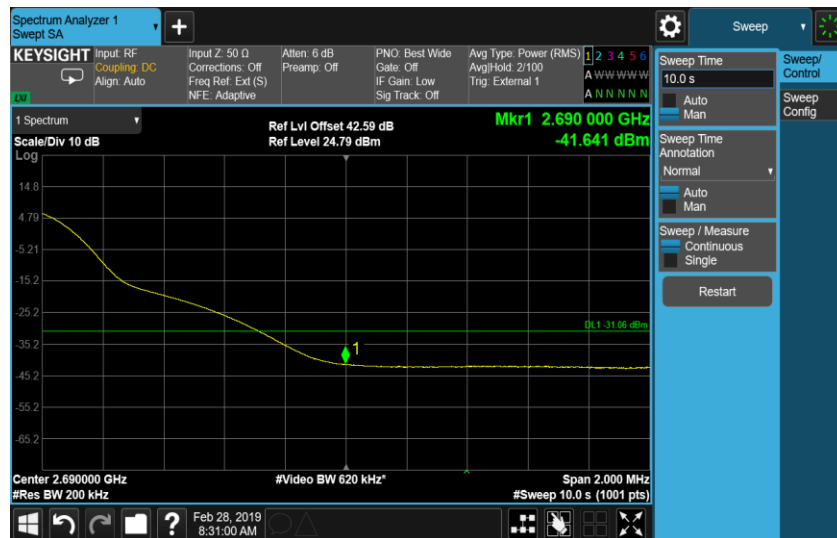 Spectrum Analyzer 1
Swept SA
Sweep
KEYSIGHT
Input: RF
Coupling: DC
Align: Auto
Input Z: 50 Ω
Corrections: Off
Freq Ref: Ext (S)
NFE: Adaptive
Atten: 6 dB
Preamp: Off
PNO: Best Wide
Gate: Off
IF Gain: Low
Sig Track: Off
Avg Type: Power (RMS)
Avg|Hold: 2/100
Trig: External 1
1 2 3 4 5 6
A W W W W W
A N N N N N
LXI
1 Spectrum
Scale/Div 10 dB
Log
Ref Lvl Offset 42.59 dB
Ref Level 24.79 dBm
Mkr1 2.690 000 GHz
-41.641 dBm
14.8
4.79
-5.21
-15.2
-25.2
-35.2
-45.2
-55.2
-65.2
DL1 -31.06 dBm
1
Center 2.690000 GHz
#Res BW 200 kHz
#Video BW 620 kHz*
Span 2.000 MHz
#Sweep 10.0 s (1001 pts)
Sweep Time
10.0 s
Auto
Man
Sweep Time
Annotation
Normal
Auto
Man
Sweep / Measure
Continuous
Single
Restart
Sweep/
Control
Sweep
Config
?
Feb 28, 2019
8:31:00 AM